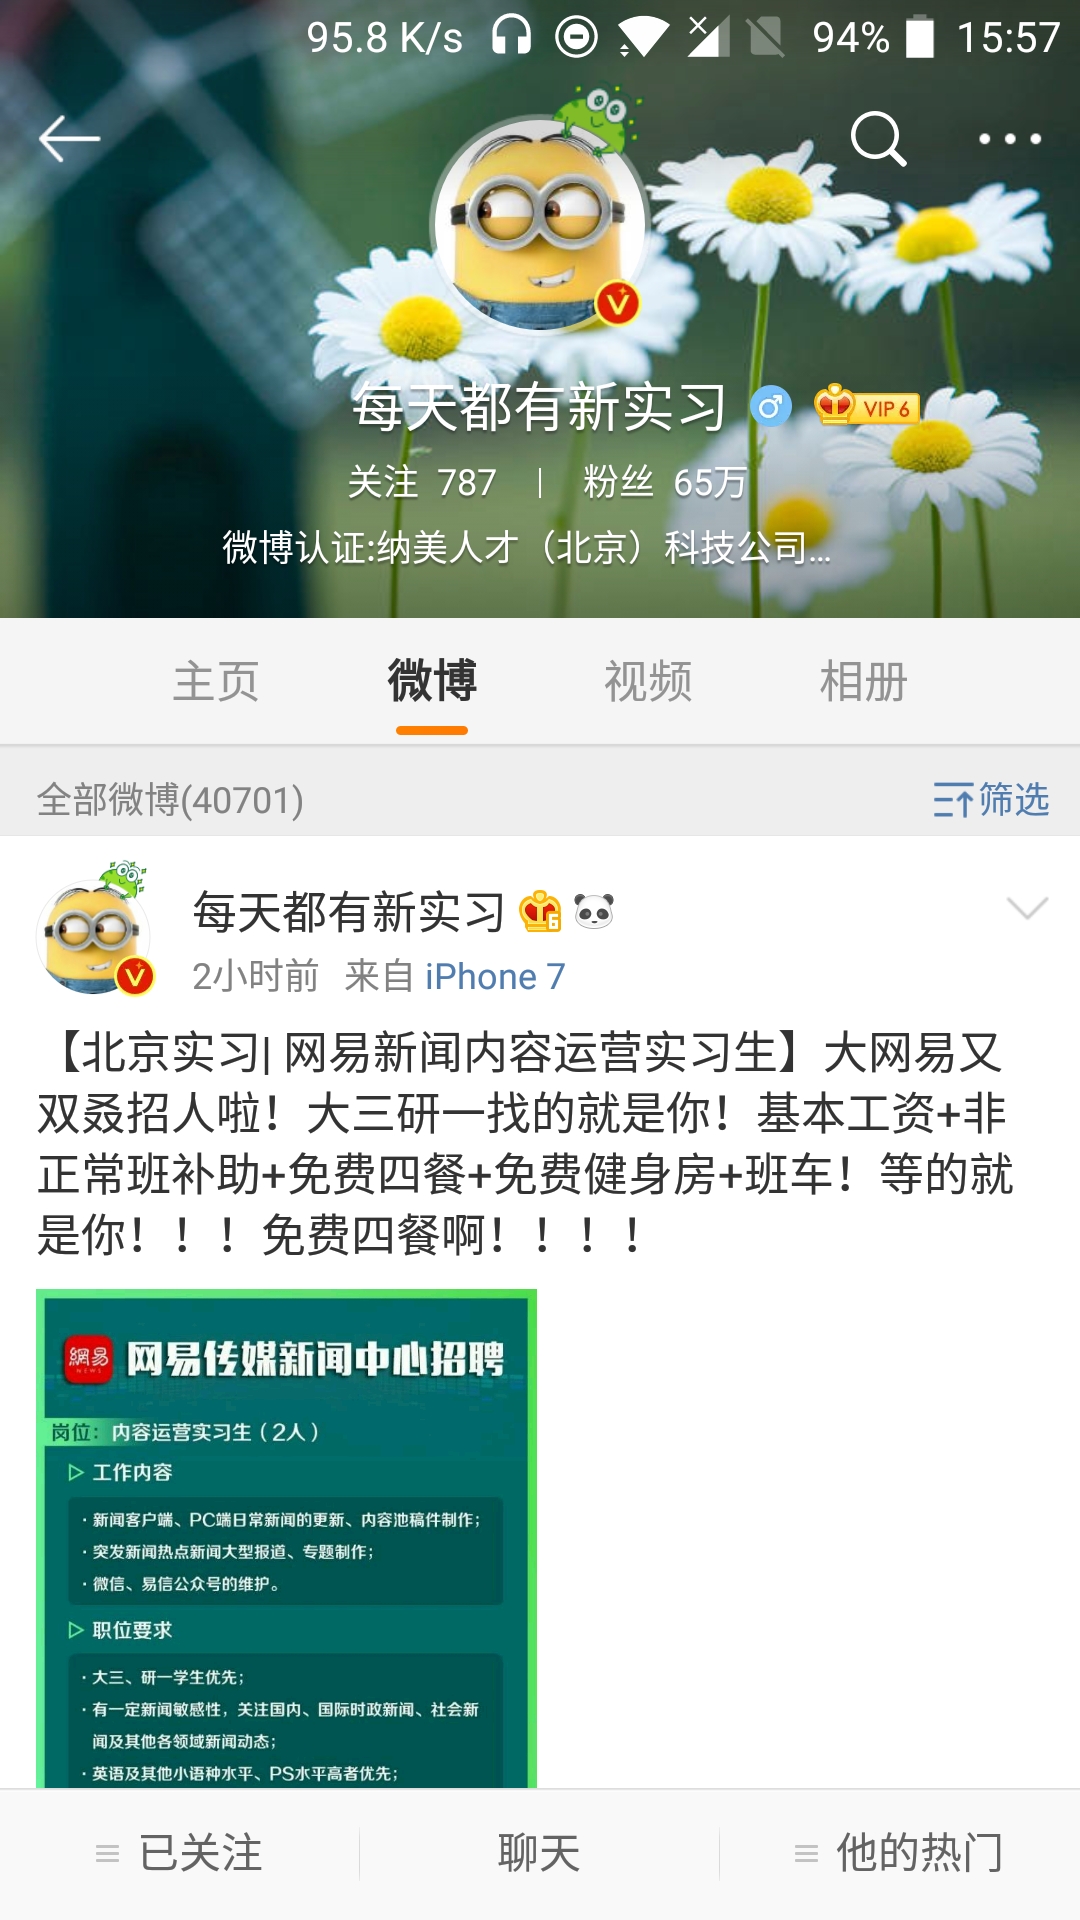 95.8 K/s 94% 15:57
每天都有新实习 VIP 6
关注 787 | 粉丝 65万
微博认证:纳美人才（北京）科技公司...
主页 微博 视频 相册
全部微博(40701) 筛选
每天都有新实习 6
2小时前 来自 iPhone 7
【北京实习| 网易新闻内容运营实习生】大网易又
双叒招人啦！大三研一找的就是你！基本工资+非
正常班补助+免费四餐+免费健身房+班车！等的就
是你！！！免费四餐啊！！！！
網易 NEWS 网易传媒新闻中心招聘
岗位：内容运营实习生（2人）
工作内容
·新闻客户端、PC端日常新闻的更新、内容池稿件制作；
·突发新闻热点新闻大型报道、专题制作；
·微信、易信公众号的维护。
职位要求
·大三、研一学生优先；
·有一定新闻敏感性，关注国内、国际时政新闻、社会新
闻及其他各领域新闻动态；
·英语及其他小语种水平、PS水平高者优先；
已关注 聊天 他的热门